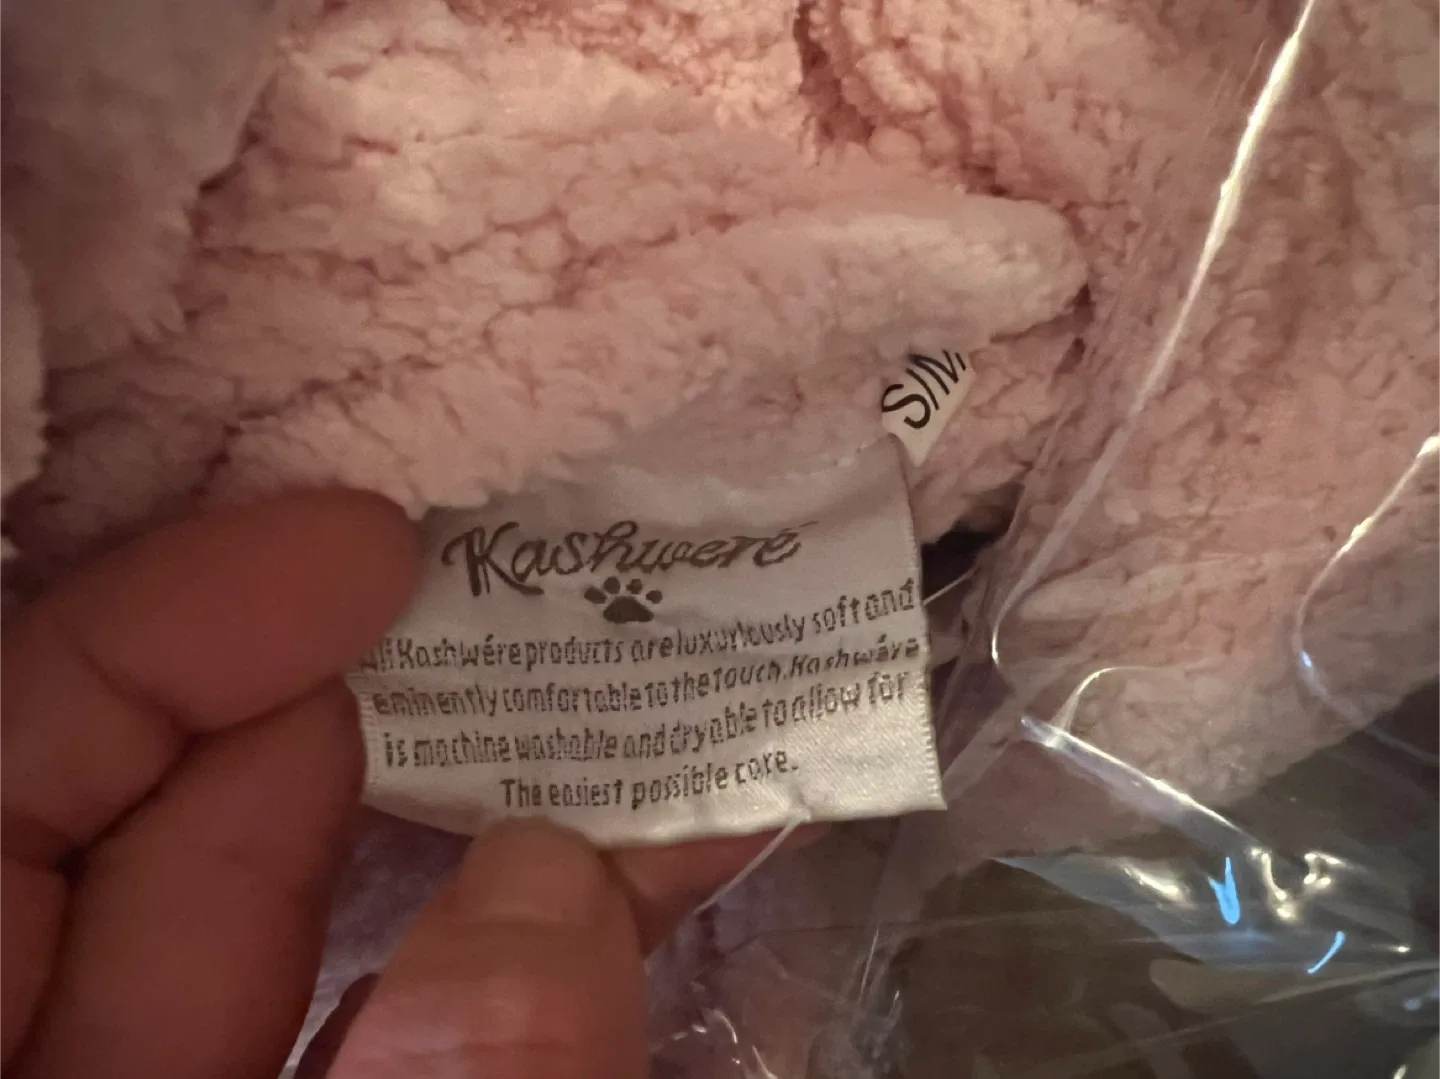 S/M
Kashwere
All Kashwére products are luxuriously soft and
eminently comfortable to the touch. Kashwére
is machine washable and dryable to allow for
The easiest possible care.